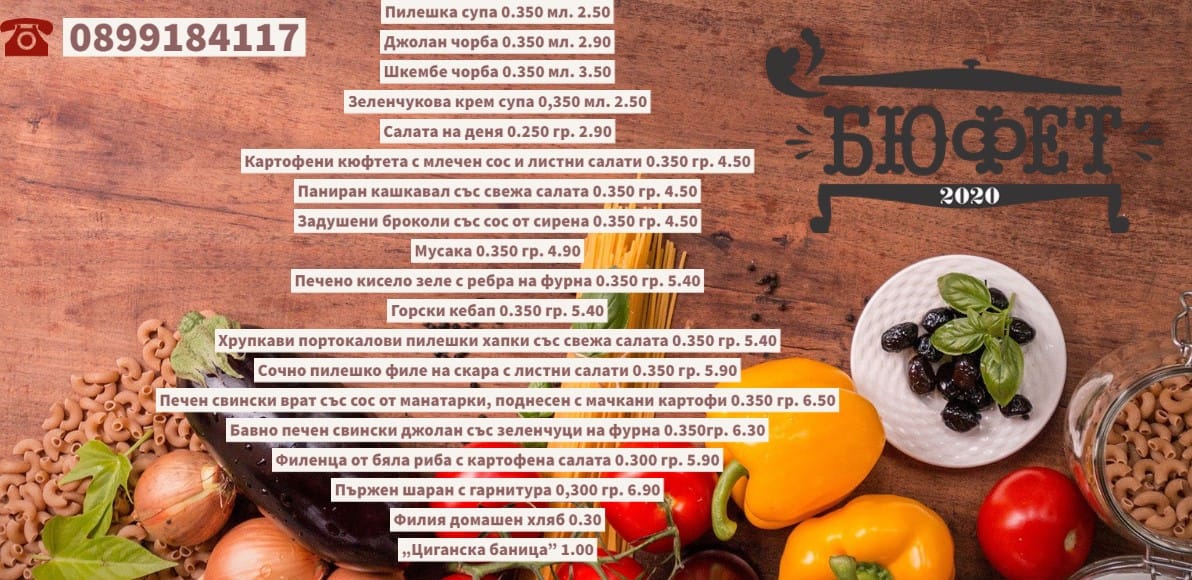 0899184117
Пилешка супа 0.350 мл. 2.50
Джолан чорба 0.350 мл. 2.90
Шкембе чорба 0.350 мл. 3.50
Зеленчукова крем супа 0,350 мл. 2.50
Салата на деня 0.250 гр. 2.90
Картофени кюфтета с млечен сос и листни салати 0.350 гр. 4.50
Паниран кашкавал със свежа салата 0.350 гр. 4.50
Задушени броколи със сос от сирена 0.350 гр. 4.50
Мусака 0.350 гр. 4.90
Печено кисело зеле с ребра на фурна 0.350 гр. 5.40
Горски кебап 0.350 гр. 5.40
Хрупкави портокалови пилешки хапки със свежа салата 0.350 гр. 5.40
Сочно пилешко филе на скара с листни салати 0.350 гр. 5.90
Печен свински врат със сос от манатарки, поднесен с мачкани картофи 0.350 гр. 6.50
Бавно печен свински джолан със зеленчуци на фурна 0.350гр. 6.30
Филенца от бяла риба с картофена салата 0.300 гр. 5.90
Пържен шаран с гарнитура 0,300 гр. 6.90
Филия домашен хляб 0.30
„Циганска баница” 1.00
БЮФЕТ
2020